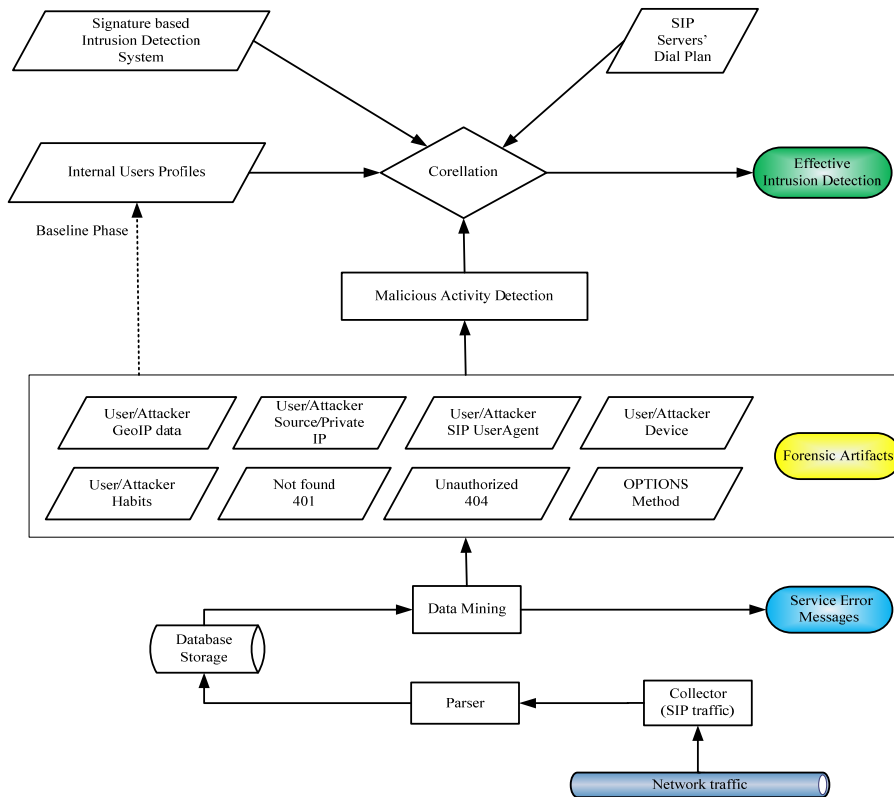 Signature based
Intrusion Detection
System
SIP
Servers'
Dial Plan
Internal Users Profiles
Corellation
Effective
Intrusion Detection
Baseline Phase
Malicious Activity Detection
User/Attacker
GeoIP data
User/Attacker
Source/Private
IP
User/Attacker
SIP UserAgent
User/Attacker
Device
Forensic Artifacts
User/Attacker
Habits
Not found
401
Unauthorized
404
OPTIONS
Method
Data Mining
Service Error
Messages
Database
Storage
Parser
Collector
(SIP traffic)
Network traffic